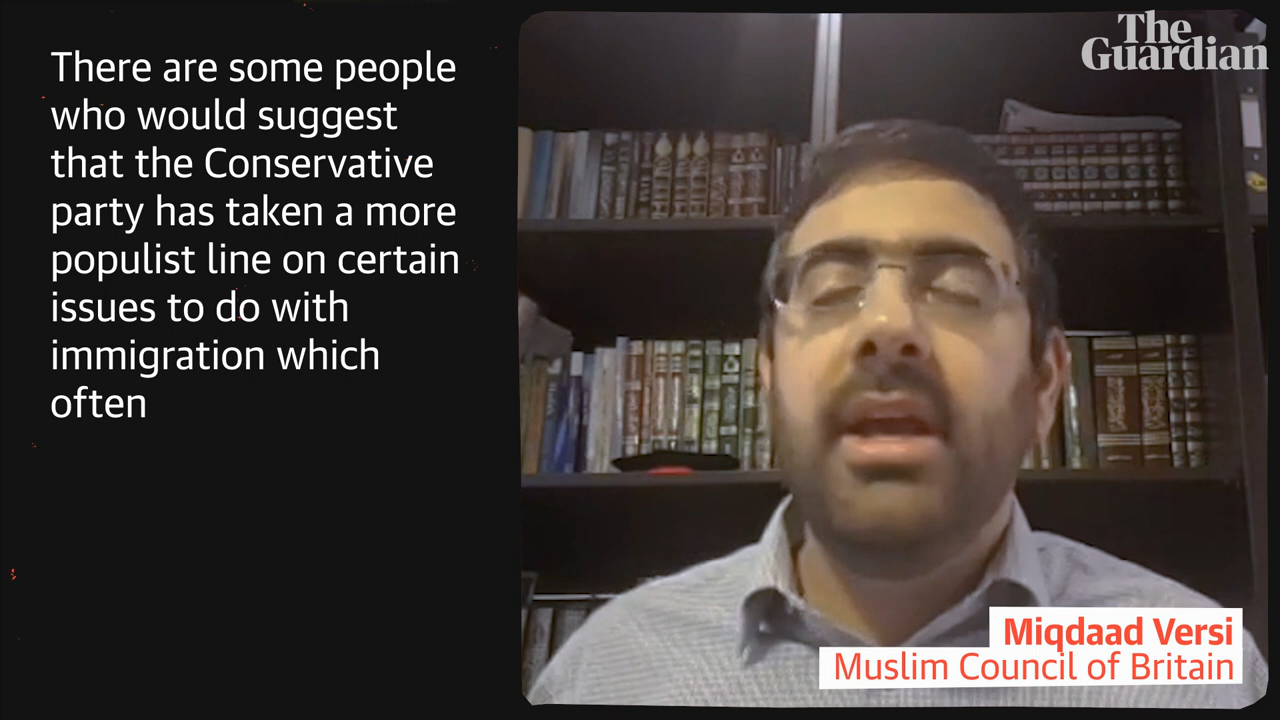 There are some people
who would suggest
that the Conservative
party has taken a more
populist line on certain
issues to do with
immigration which
often
The
Guardian
Miqdaad Versi
Muslim Council of Britain